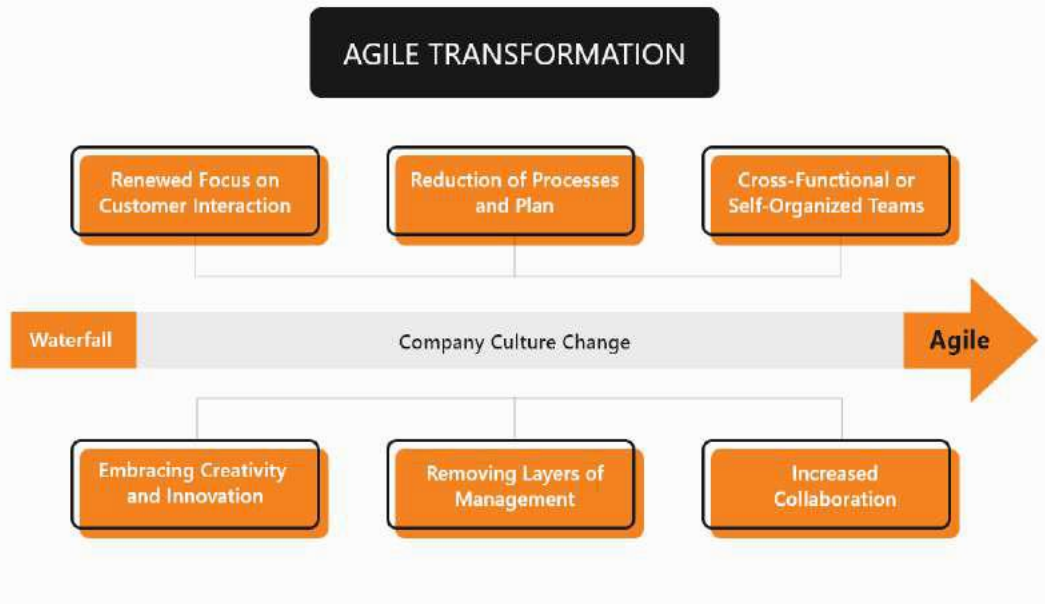 AGILE TRANSFORMATION
Renewed Focus on
Customer Interaction
Reduction of Processes
and Plan
Cross-Functional or
Self-Organized Teams
Waterfall
Company Culture Change
Agile
Embracing Creativity
and Innovation
Removing Layers of
Management
Increased
Collaboration